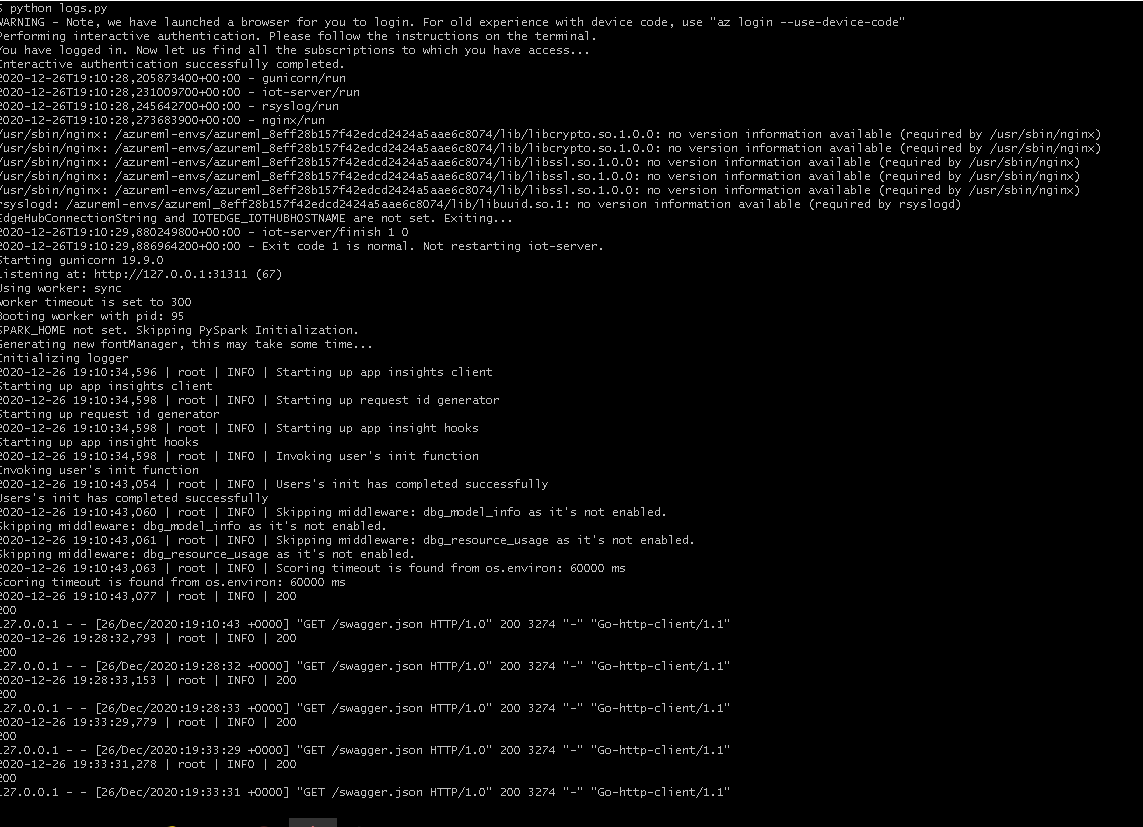 $ python logs.py
WARNING - Note, we have launched a browser for you to login. For old experience with device code, use "az login --use-device-code"
Performing interactive authentication. Please follow the instructions on the terminal.
You have logged in. Now let us find all the subscriptions to which you have access...
Interactive authentication successfully completed.
2020-12-26T19:10:28,205873400+00:00 - gunicorn/run
2020-12-26T19:10:28,231009700+00:00 - iot-server/run
2020-12-26T19:10:28,245642700+00:00 - rsyslog/run
2020-12-26T19:10:28,273683900+00:00 - nginx/run
/usr/sbin/nginx: /azureml-envs/azureml_8eff28b157f42edcd2424a5aae6c8074/lib/libcrypto.so.1.0.0: no version information available (required by /usr/sbin/nginx)
/usr/sbin/nginx: /azureml-envs/azureml_8eff28b157f42edcd2424a5aae6c8074/lib/libcrypto.so.1.0.0: no version information available (required by /usr/sbin/nginx)
/usr/sbin/nginx: /azureml-envs/azureml_8eff28b157f42edcd2424a5aae6c8074/lib/libssl.so.1.0.0: no version information available (required by /usr/sbin/nginx)
/usr/sbin/nginx: /azureml-envs/azureml_8eff28b157f42edcd2424a5aae6c8074/lib/libssl.so.1.0.0: no version information available (required by /usr/sbin/nginx)
/usr/sbin/nginx: /azureml-envs/azureml_8eff28b157f42edcd2424a5aae6c8074/lib/libssl.so.1.0.0: no version information available (required by /usr/sbin/nginx)
rsyslogd: /azureml-envs/azureml_8eff28b157f42edcd2424a5aae6c8074/lib/libuuid.so.1: no version information available (required by rsyslogd)
EdgeHubConnectionString and IOTEDGE_IOTHUBHOSTNAME are not set. Exiting...
2020-12-26T19:10:29,880249800+00:00 - iot-server/finish 1 0
2020-12-26T19:10:29,886964200+00:00 - Exit code 1 is normal. Not restarting iot-server.
Starting gunicorn 19.9.0
Listening at: http://127.0.0.1:31311 (67)
Using worker: sync
worker timeout is set to 300
Booting worker with pid: 95
SPARK_HOME not set. Skipping PySpark Initialization.
Generating new fontManager, this may take some time...
Initializing logger
2020-12-26 19:10:34,596 | root | INFO | Starting up app insights client
Starting up app insights client
2020-12-26 19:10:34,598 | root | INFO | Starting up request id generator
Starting up request id generator
2020-12-26 19:10:34,598 | root | INFO | Starting up app insight hooks
Starting up app insight hooks
2020-12-26 19:10:34,598 | root | INFO | Invoking user's init function
Invoking user's init function
2020-12-26 19:10:43,054 | root | INFO | Users's init has completed successfully
Users's init has completed successfully
2020-12-26 19:10:43,060 | root | INFO | Skipping middleware: dbg_model_info as it's not enabled.
Skipping middleware: dbg_model_info as it's not enabled.
2020-12-26 19:10:43,061 | root | INFO | Skipping middleware: dbg_resource_usage as it's not enabled.
Skipping middleware: dbg_resource_usage as it's not enabled.
2020-12-26 19:10:43,063 | root | INFO | Scoring timeout is found from os.environ: 60000 ms
Scoring timeout is found from os.environ: 60000 ms
2020-12-26 19:10:43,077 | root | INFO | 200
200
127.0.0.1 - - [26/Dec/2020:19:10:43 +0000] "GET /swagger.json HTTP/1.0" 200 3274 "-" "Go-http-client/1.1"
2020-12-26 19:28:32,793 | root | INFO | 200
200
127.0.0.1 - - [26/Dec/2020:19:28:32 +0000] "GET /swagger.json HTTP/1.0" 200 3274 "-" "Go-http-client/1.1"
2020-12-26 19:28:33,153 | root | INFO | 200
200
127.0.0.1 - - [26/Dec/2020:19:28:33 +0000] "GET /swagger.json HTTP/1.0" 200 3274 "-" "Go-http-client/1.1"
2020-12-26 19:33:29,779 | root | INFO | 200
200
127.0.0.1 - - [26/Dec/2020:19:33:29 +0000] "GET /swagger.json HTTP/1.0" 200 3274 "-" "Go-http-client/1.1"
2020-12-26 19:33:31,278 | root | INFO | 200
200
127.0.0.1 - - [26/Dec/2020:19:33:31 +0000] "GET /swagger.json HTTP/1.0" 200 3274 "-" "Go-http-client/1.1"